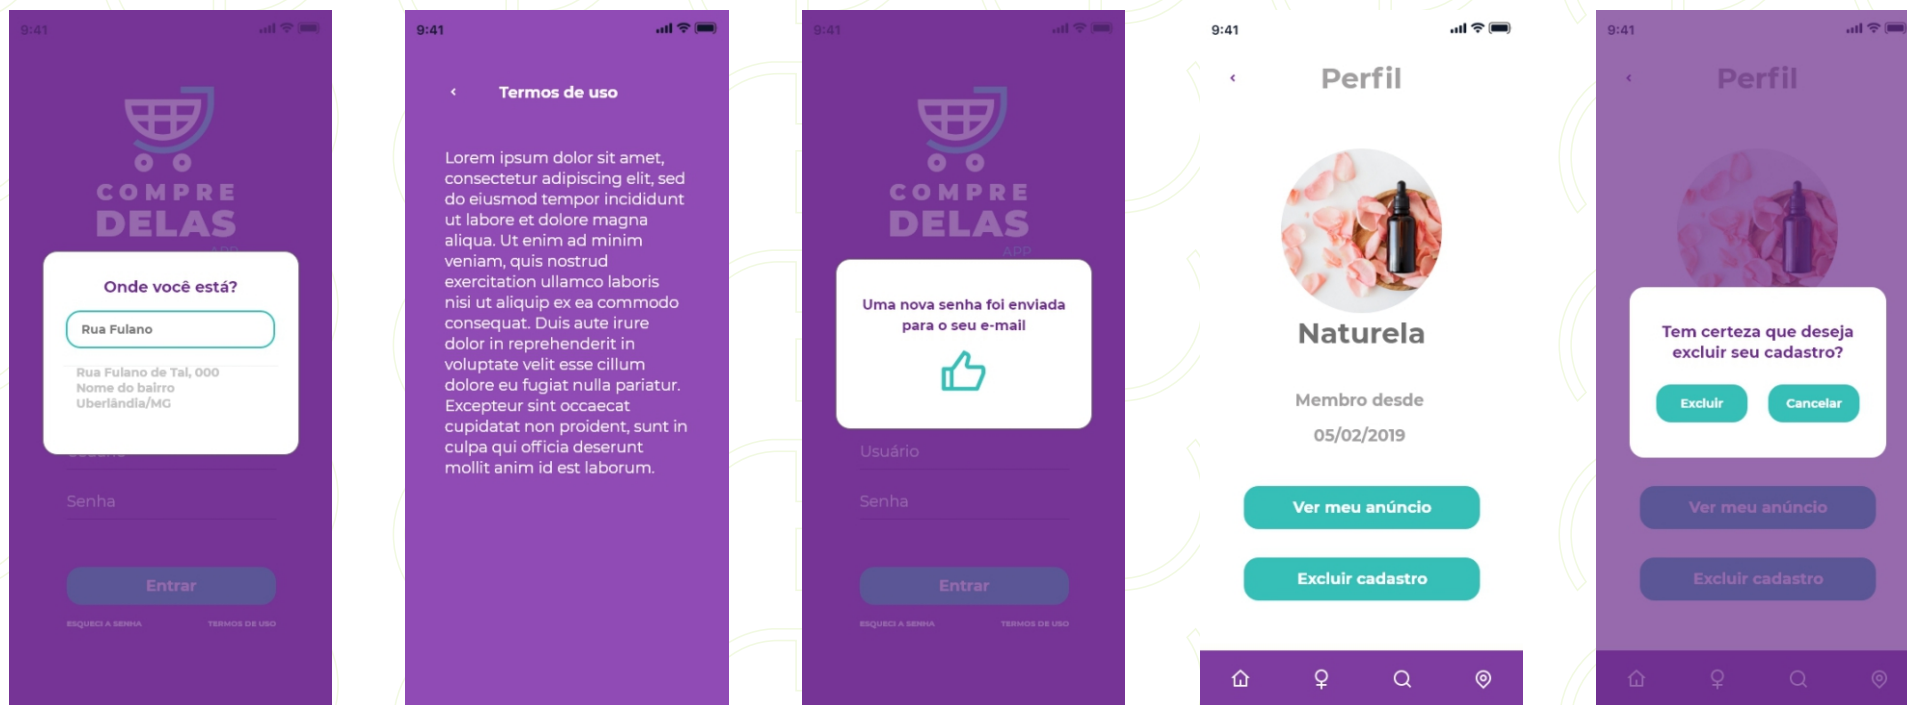 9:41
COMPRE
DELAS
APP
Onde você está?
Rua Fulano
Rua Fulano de Tal, 000
Nome do bairro
Uberlândia/MG
Senha
Entrar
ESQUECI A SENHA
TERMOS DE USO
9:41
Termos de uso
Lorem ipsum dolor sit amet,
consectetur adipiscing elit, sed
do eiusmod tempor incididunt
ut labore et dolore magna
aliqua. Ut enim ad minim
veniam, quis nostrud
exercitation ullamco laboris
nisi ut aliquip ex ea commodo
consequat. Duis aute irure
dolor in reprehenderit in
voluptate velit esse cillum
dolore eu fugiat nulla pariatur.
Excepteur sint occaecat
cupidatat non proident, sunt in
culpa qui officia deserunt
mollit anim id est laborum.
9:41
COMPRE
DELAS
APP
Uma nova senha foi enviada
para o seu e-mail
Usuário
Senha
Entrar
ESQUECI A SENHA
TERMOS DE USO
9:41
Perfil
Naturela
Membro desde
05/02/2019
Ver meu anúncio
Excluir cadastro
9:41
Perfil
Tem certeza que deseja
excluir seu cadastro?
Excluir
Cancelar
Ver meu anúncio
Excluir cadastro